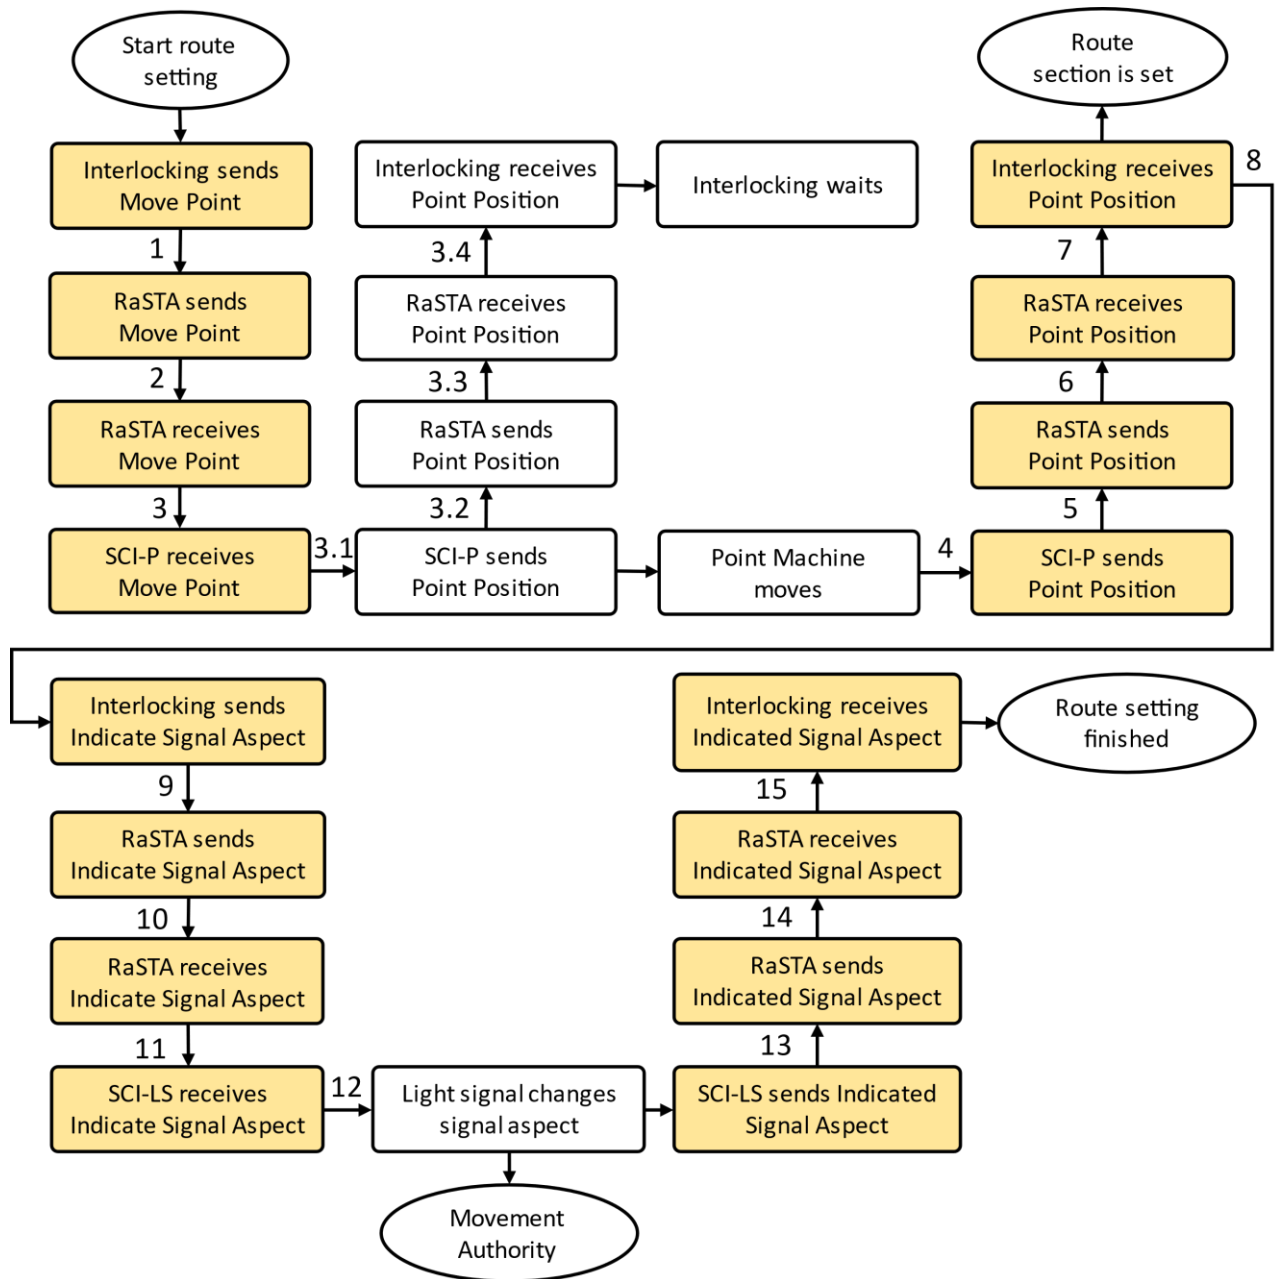 Start route
setting
Interlocking sends
Move Point
1
RaSTA sends
Move Point
2
RaSTA receives
Move Point
3
SCI-P receives
Move Point
3.1
SCI-P sends
Point Position
3.2
RaSTA sends
Point Position
3.3
RaSTA receives
Point Position
3.4
Interlocking receives
Point Position
Interlocking waits
Point Machine
moves
4
SCI-P sends
Point Position
5
RaSTA sends
Point Position
6
RaSTA receives
Point Position
7
Interlocking receives
Point Position
Route
section is set
8
Interlocking sends
Indicate Signal Aspect
9
RaSTA sends
Indicate Signal Aspect
10
RaSTA receives
Indicate Signal Aspect
11
SCI-LS receives
Indicate Signal Aspect
12
Light signal changes
signal aspect
Movement
Authority
SCI-LS sends Indicated
Signal Aspect
13
RaSTA sends
Indicated Signal Aspect
14
RaSTA receives
Indicated Signal Aspect
15
Interlocking receives
Indicated Signal Aspect
Route setting
finished